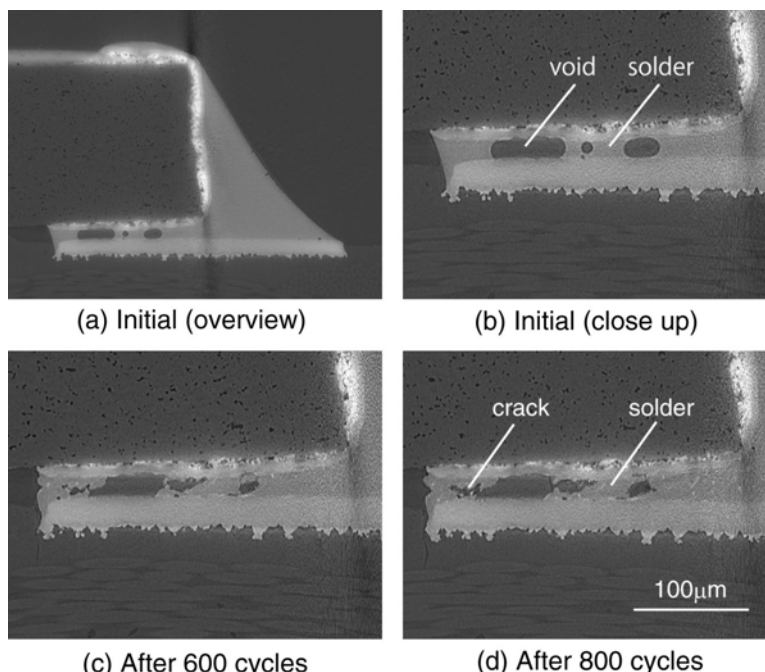 void solder
(a) Initial (overview)
(b) Initial (close up)
crack solder
100μm
(c) After 600 cycles
(d) After 800 cycles